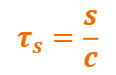 τₛ = s/c